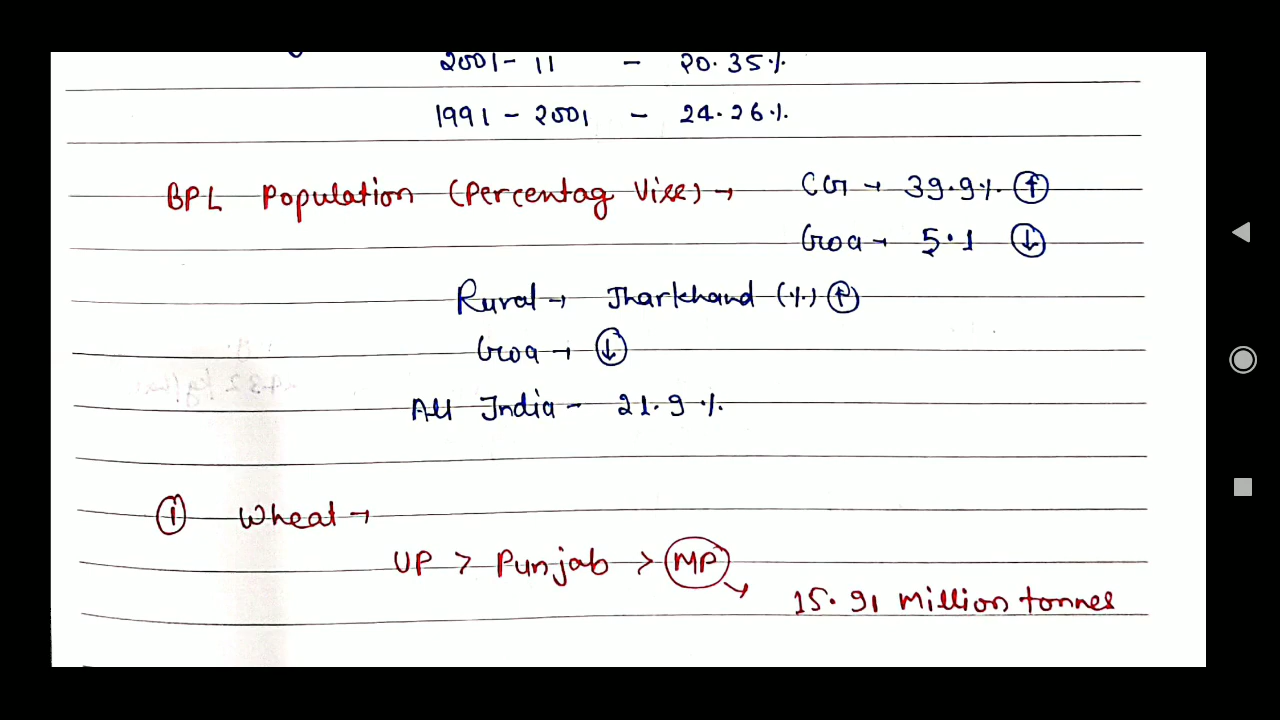 2001-11 - 20.35%
1991 - 2001 - 24.26%
BPL Population (Percentag Vise) → CG → 39.9% ↑
Goa → 5.1 ↓
Rural → Jharkhand (%) ↑
Goa → ↓
All India - 21.9 %
① Wheat →
UP > Punjab > MP
15.91 Million tonnes